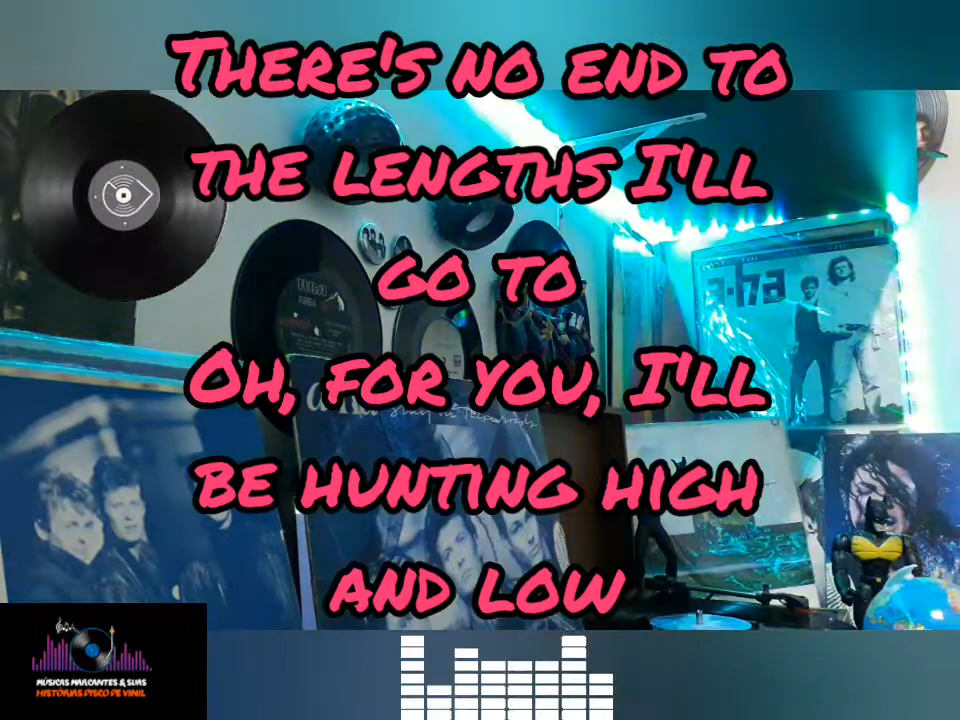 There's no end to
the lengths I'll
go to
Oh, for you, I'll
be hunting high
and low
a-ha
ABBA
MÚSICAS MARCANTES & SUAS
HISTÓRIAS DISCO DE VINIL